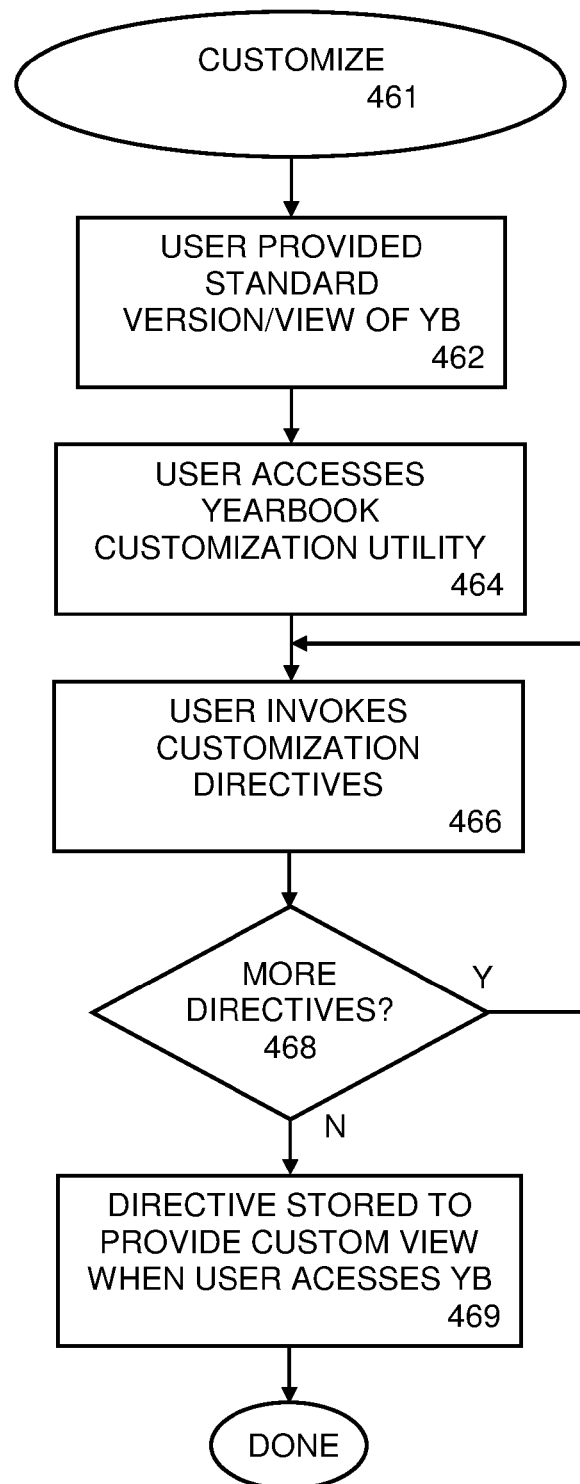 CUSTOMIZE
461
USER PROVIDED
STANDARD
VERSION/VIEW OF YB
462
USER ACCESSES
YEARBOOK
CUSTOMIZATION UTILITY
464
USER INVOKES
CUSTOMIZATION
DIRECTIVES
466
MORE
DIRECTIVES?
468
Y
N
DIRECTIVE STORED TO
PROVIDE CUSTOM VIEW
WHEN USER ACESSES YB
469
DONE